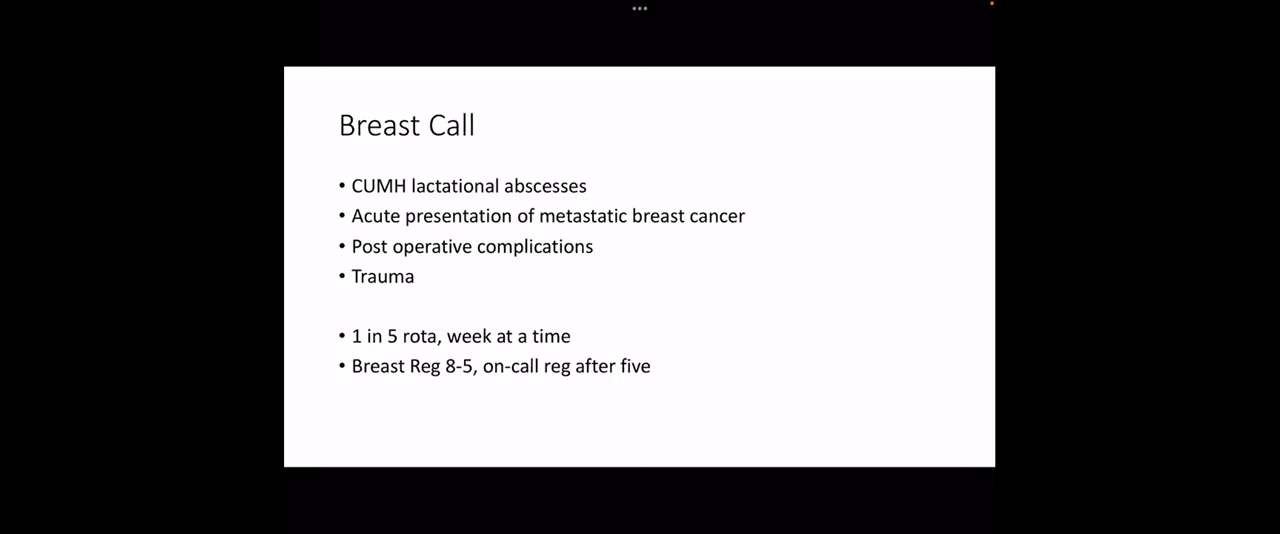 Breast Call
• CUMH lactational abscesses
• Acute presentation of metastatic breast cancer
• Post operative complications
• Trauma
• 1 in 5 rota, week at a time
• Breast Reg 8-5, on-call reg after five